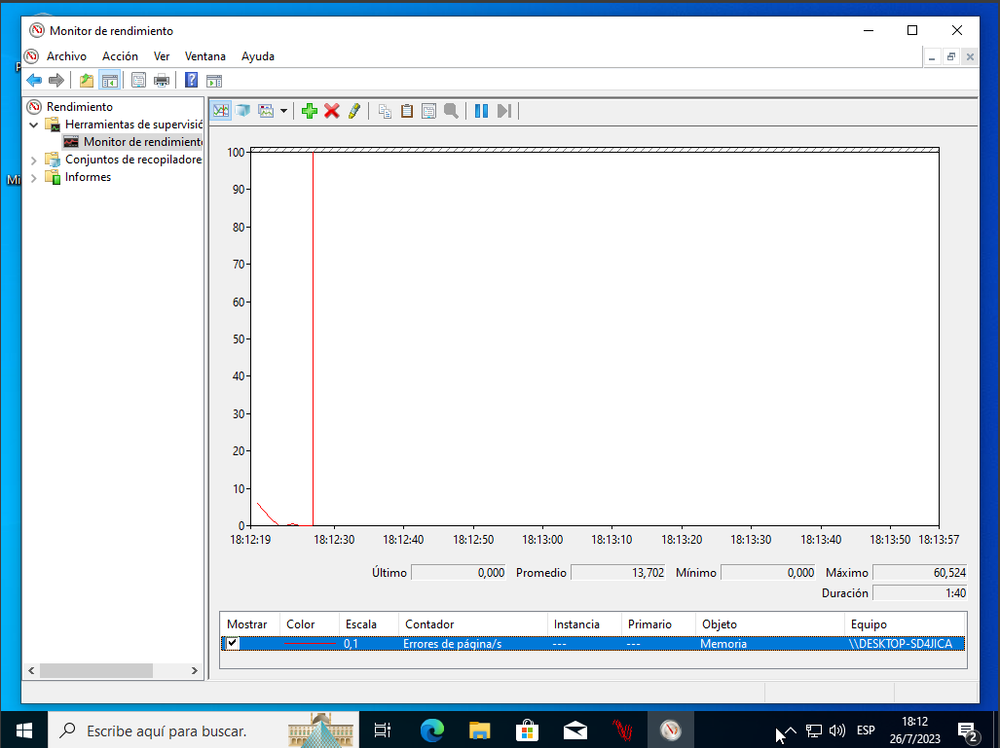 Monitor de rendimiento
Archivo Acción Ver Ventana Ayuda
Rendimiento
Herramientas de supervisió
Monitor de rendimiento
Conjuntos de recopiladore
Informes
100
90
80
70
60
50
40
30
20
10
0
18:12:19 18:12:30 18:12:40 18:12:50 18:13:00 18:13:10 18:13:20 18:13:30 18:13:40 18:13:50 18:13:57
Último 0,000 Promedio 13,702 Mínimo 0,000 Máximo 60,524
Duración 1:40
Mostrar Color Escala Contador Instancia Primario Objeto Equipo
0,1 Errores de página/s --- --- Memoria \\DESKTOP-SD4JICA
Mi
Escribe aquí para buscar.
ESP
18:12
26/7/2023
2